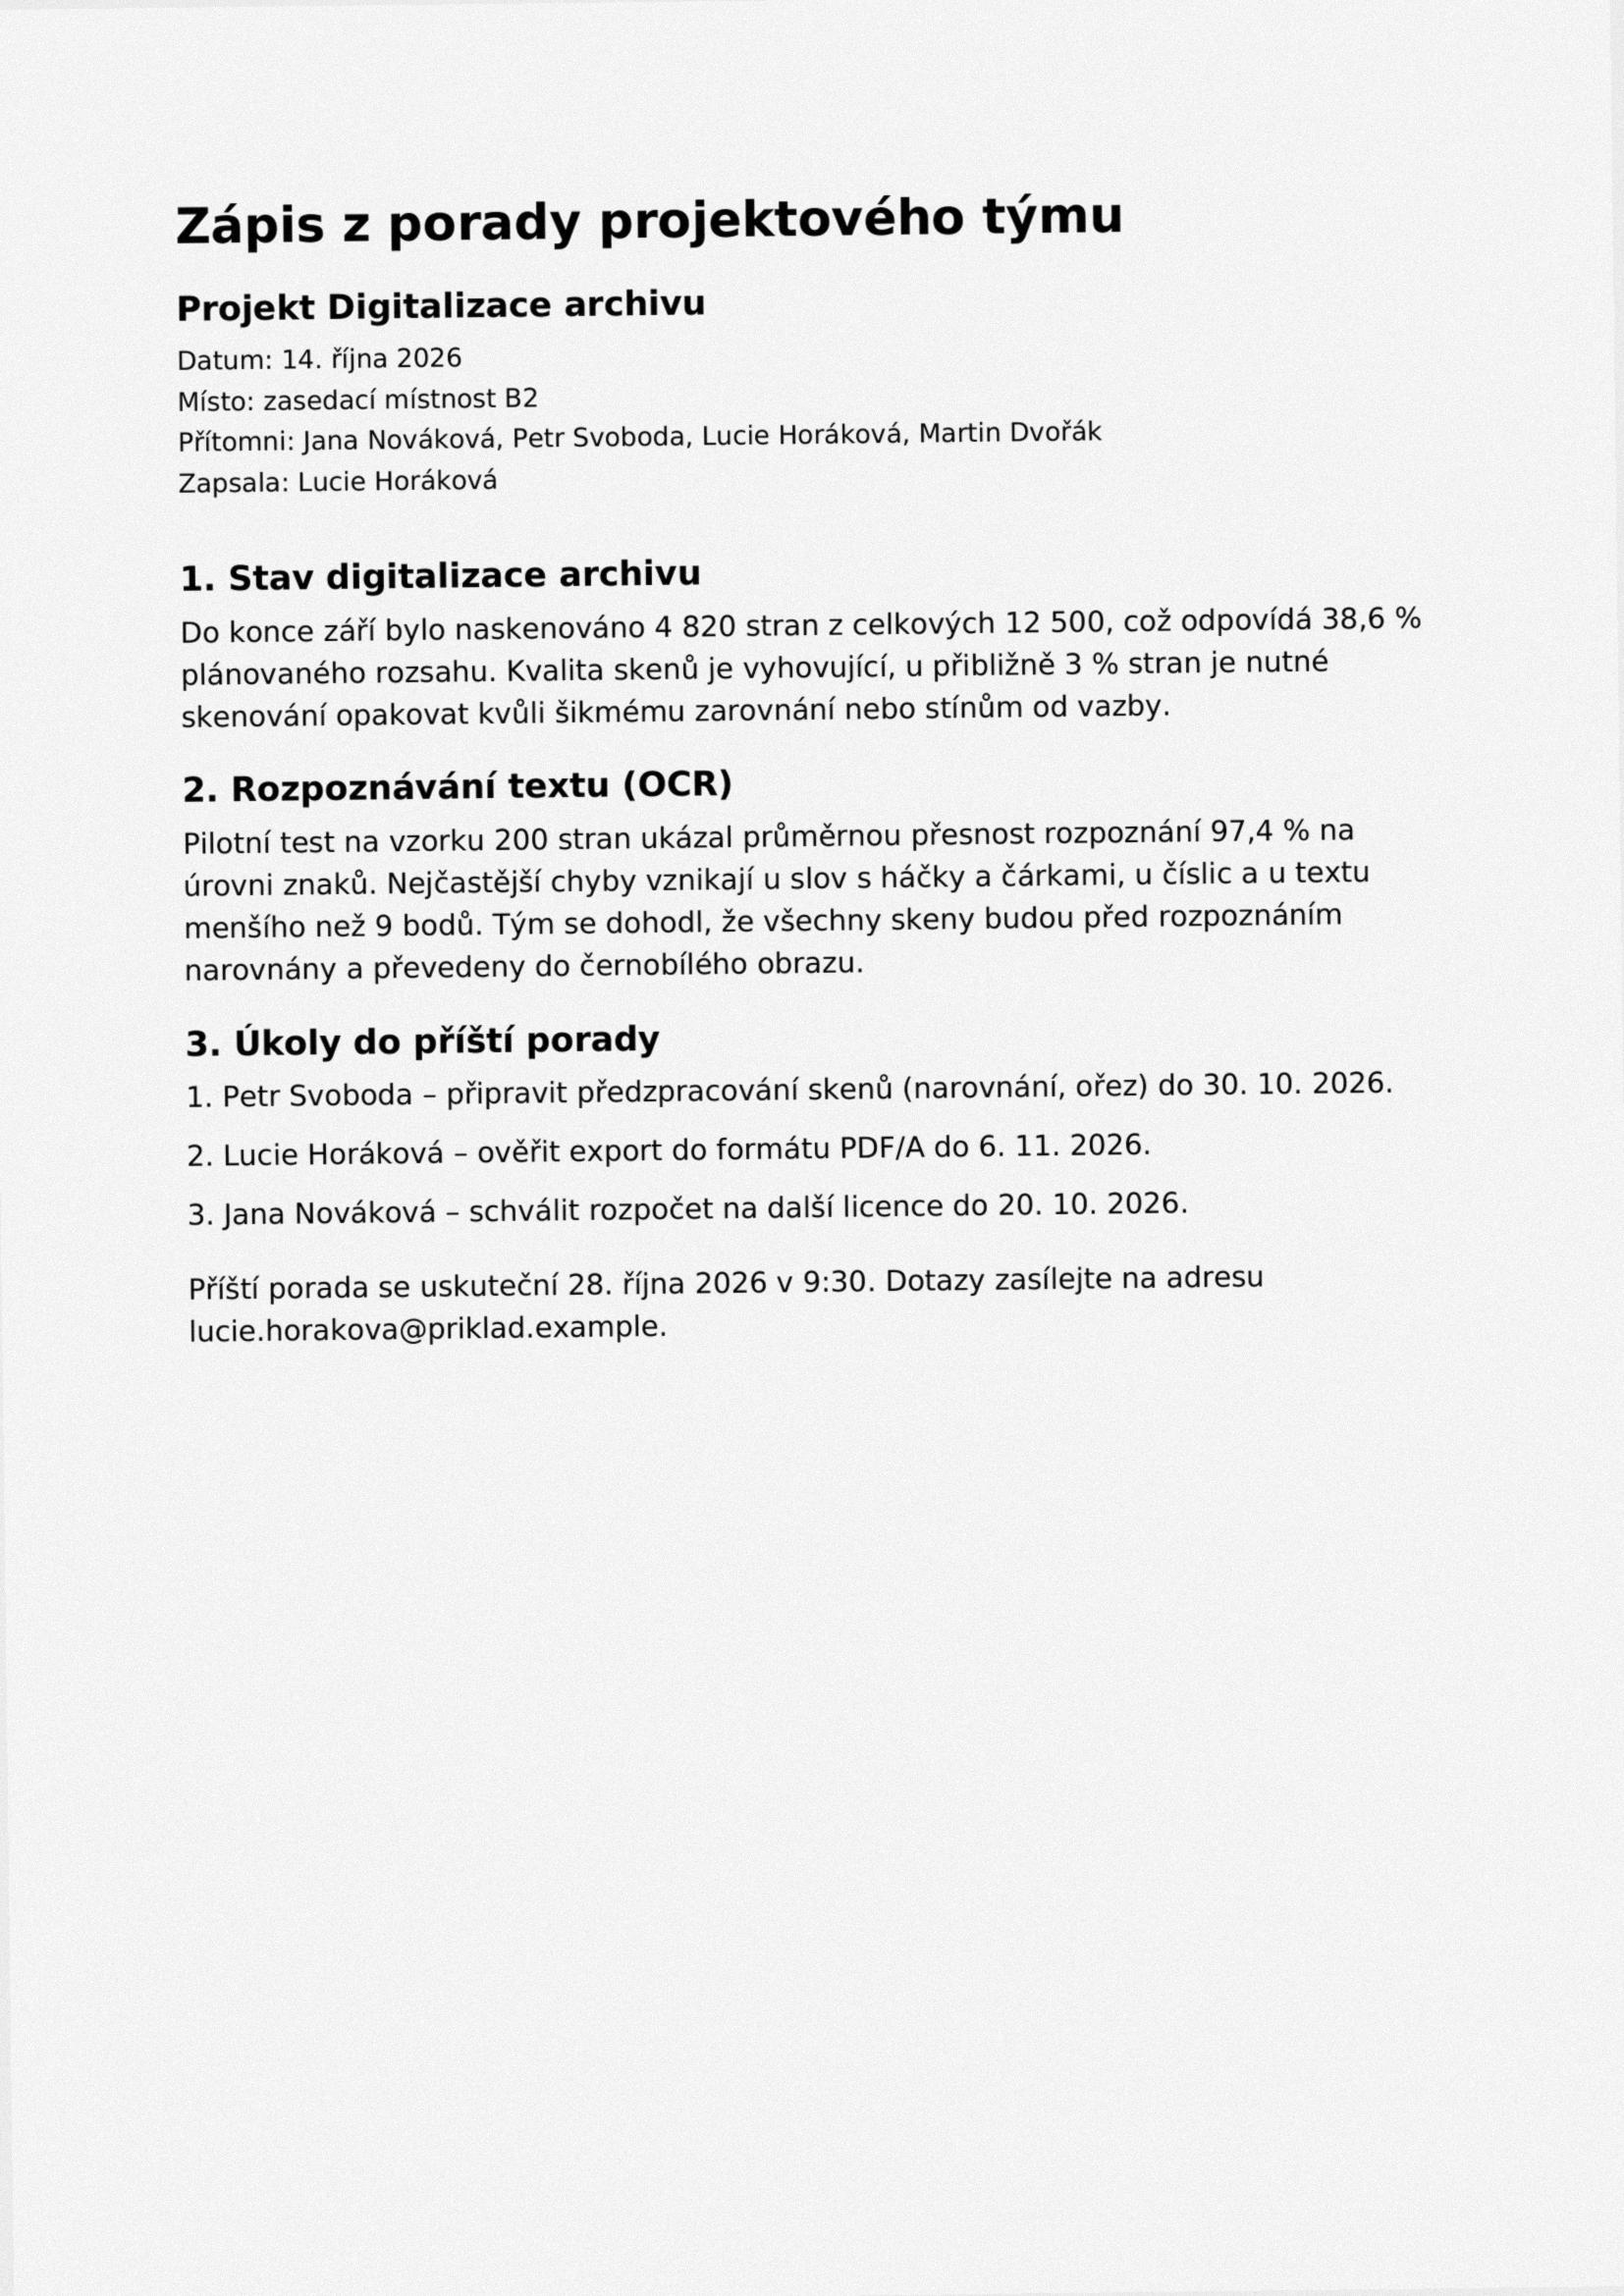 Zápis z porady projektového týmu
Projekt Digitalizace archivu
Datum: 14. října 2026
Místo: zasedací místnost B2
Přítomni: Jana Nováková, Petr Svoboda, Lucie Horáková, Martin Dvořák
Zapsala: Lucie Horáková
1. Stav digitalizace archivu
Do konce září bylo naskenováno 4 820 stran z celkových 12 500, což odpovídá 38,6 %
plánovaného rozsahu. Kvalita skenů je vyhovující, u přibližně 3 % stran je nutné
skenování opakovat kvůli šikmému zarovnání nebo stínům od vazby.
2. Rozpoznávání textu (OCR)
Pilotní test na vzorku 200 stran ukázal průměrnou přesnost rozpoznání 97,4 % na
úrovni znaků. Nejčastější chyby vznikají u slov s háčky a čárkami, u číslic a u textu
menšího než 9 bodů. Tým se dohodl, že všechny skeny budou před rozpoznáním
narovnány a převedeny do černobílého obrazu.
3. Úkoly do příští porady
1. Petr Svoboda – připravit předzpracování skenů (narovnání, ořez) do 30. 10. 2026.
2. Lucie Horáková – ověřit export do formátu PDF/A do 6. 11. 2026.
3. Jana Nováková – schválit rozpočet na další licence do 20. 10. 2026.
Příští porada se uskuteční 28. října 2026 v 9:30. Dotazy zasílejte na adresu
lucie.horakova@priklad.example.